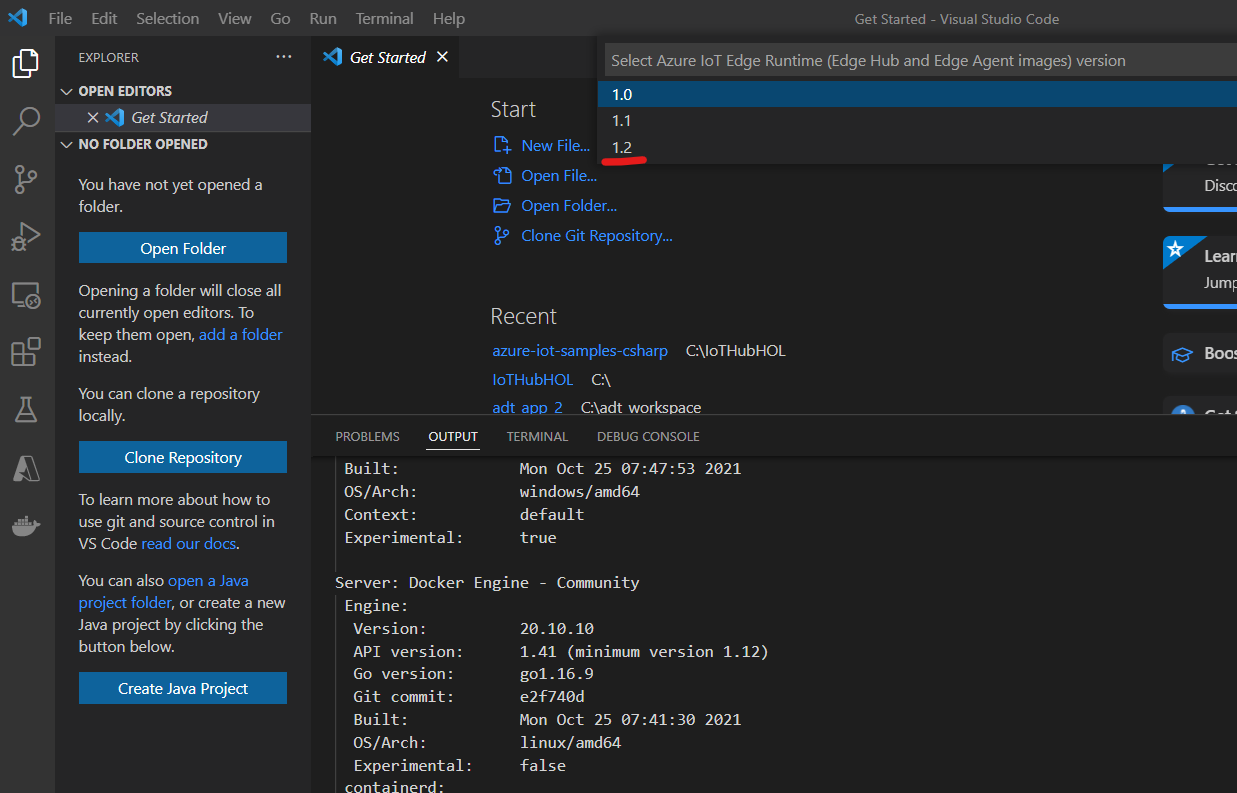 File Edit Selection View Go Run Terminal Help
Get Started - Visual Studio Code
EXPLORER
OPEN EDITORS
Get Started
NO FOLDER OPENED
You have not yet opened a
folder.
Open Folder
Opening a folder will close all
currently open editors. To
keep them open, add a folder
instead.
You can clone a repository
locally.
Clone Repository
To learn more about how to
use git and source control in
VS Code read our docs.
You can also open a Java
project folder, or create a new
Java project by clicking the
button below.
Create Java Project
Get Started
Select Azure IoT Edge Runtime (Edge Hub and Edge Agent images) version
1.0
1.1
1.2
Start
New File...
Open File...
Open Folder...
Clone Git Repository...
Recent
azure-iot-samples-csharp C:\IoTHubHOL
IoTHubHOL C:\
adt_app_2 C:\adt_workspace
PROBLEMS OUTPUT TERMINAL DEBUG CONSOLE
Built: Mon Oct 25 07:47:53 2021
OS/Arch: windows/amd64
Context: default
Experimental: true
Server: Docker Engine - Community
Engine:
Version: 20.10.10
API version: 1.41 (minimum version 1.12)
Go version: go1.16.9
Git commit: e2f740d
Built: Mon Oct 25 07:41:30 2021
OS/Arch: linux/amd64
Experimental: false
containerd: